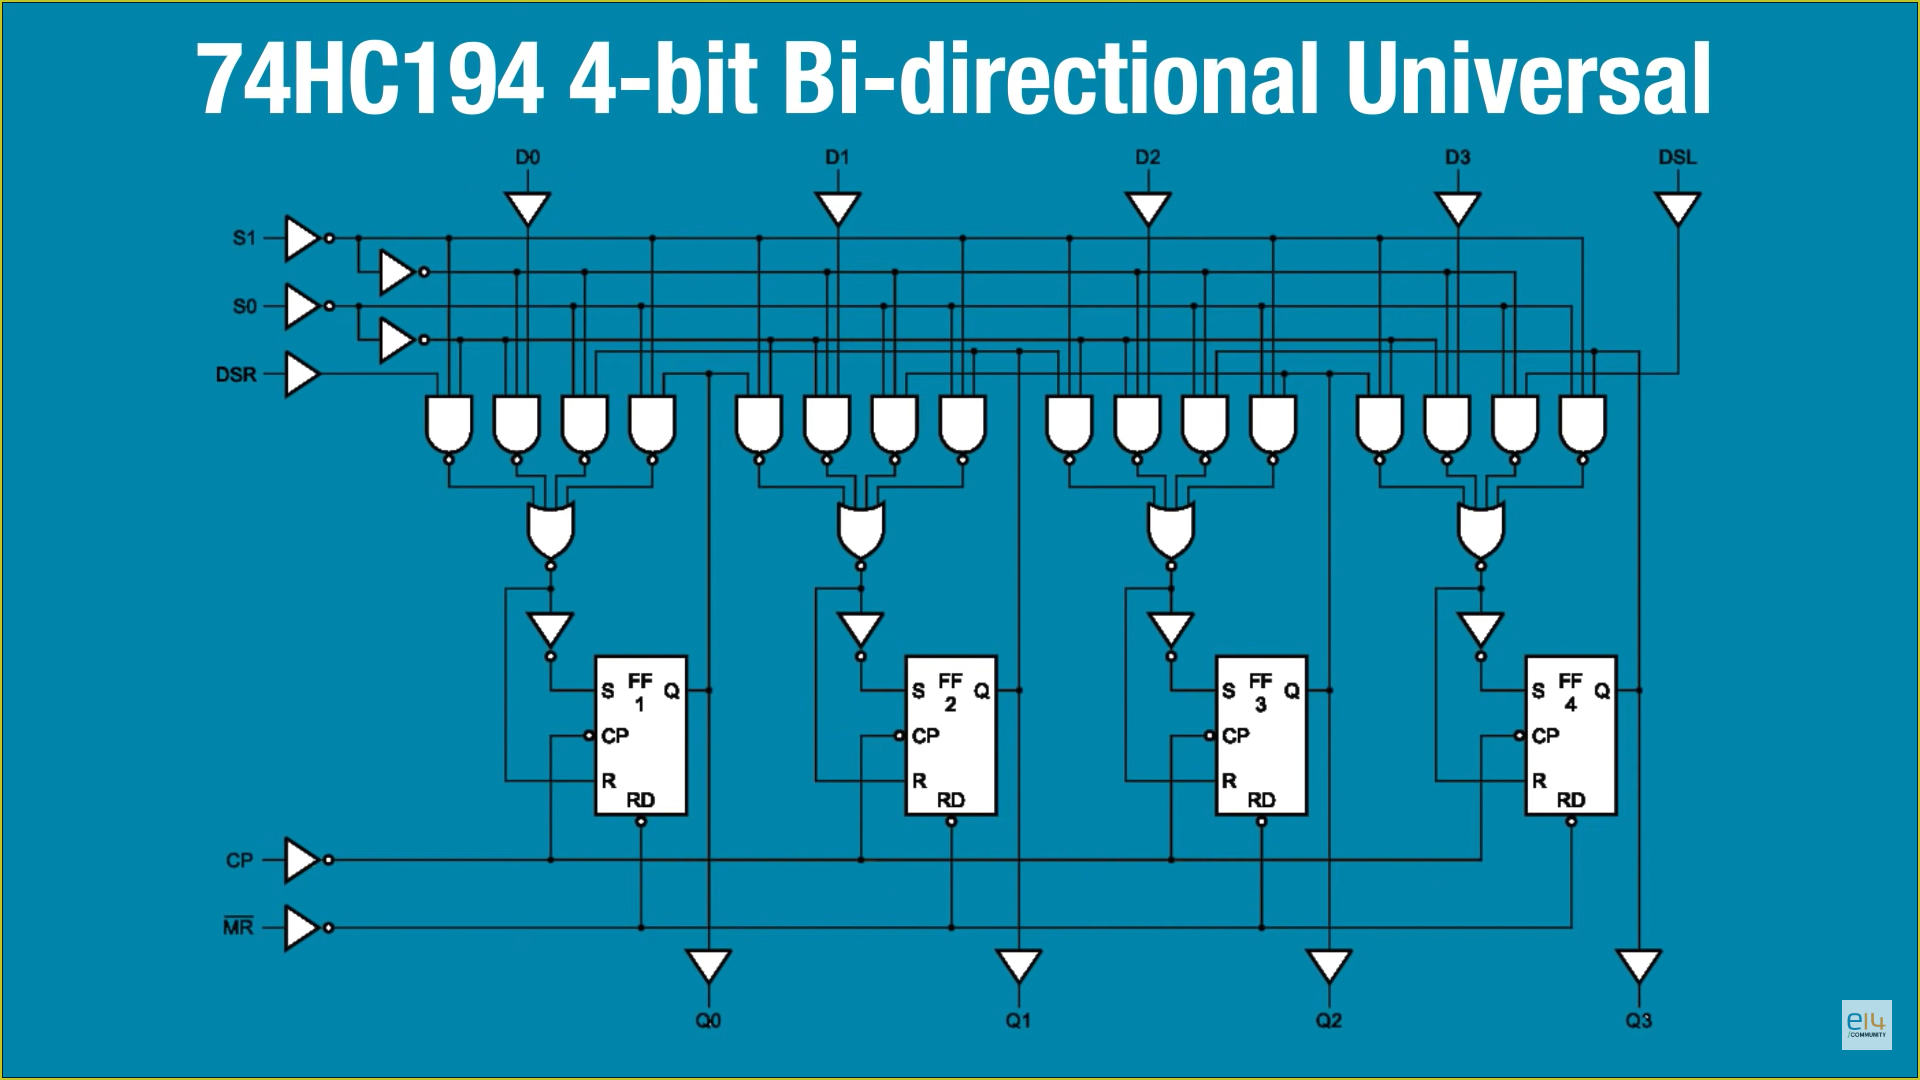 74HC194 4-bit Bi-directional Universal
D0 D1 D2 D3 DSL
S1
S0
DSR
S FF Q S FF Q S FF Q S FF Q
1 2 3 4
CP CP CP CP
R R R R
RD RD RD RD
CP
MR
Q0 Q1 Q2 Q3
e14
/COMMUNITY